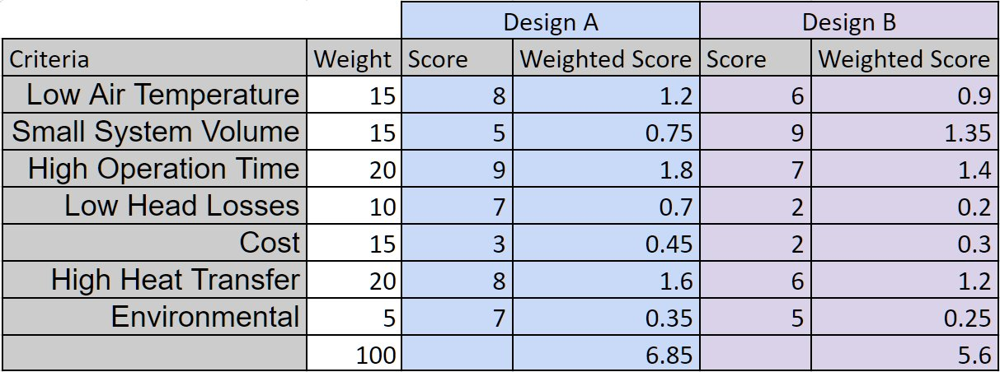 Design A Design B
Criteria Weight Score Weighted Score Score Weighted Score
Low Air Temperature 15 8 1.2 6 0.9
Small System Volume 15 5 0.75 9 1.35
High Operation Time 20 9 1.8 7 1.4
Low Head Losses 10 7 0.7 2 0.2
Cost 15 3 0.45 2 0.3
High Heat Transfer 20 8 1.6 6 1.2
Environmental 5 7 0.35 5 0.25
100 6.85 5.6